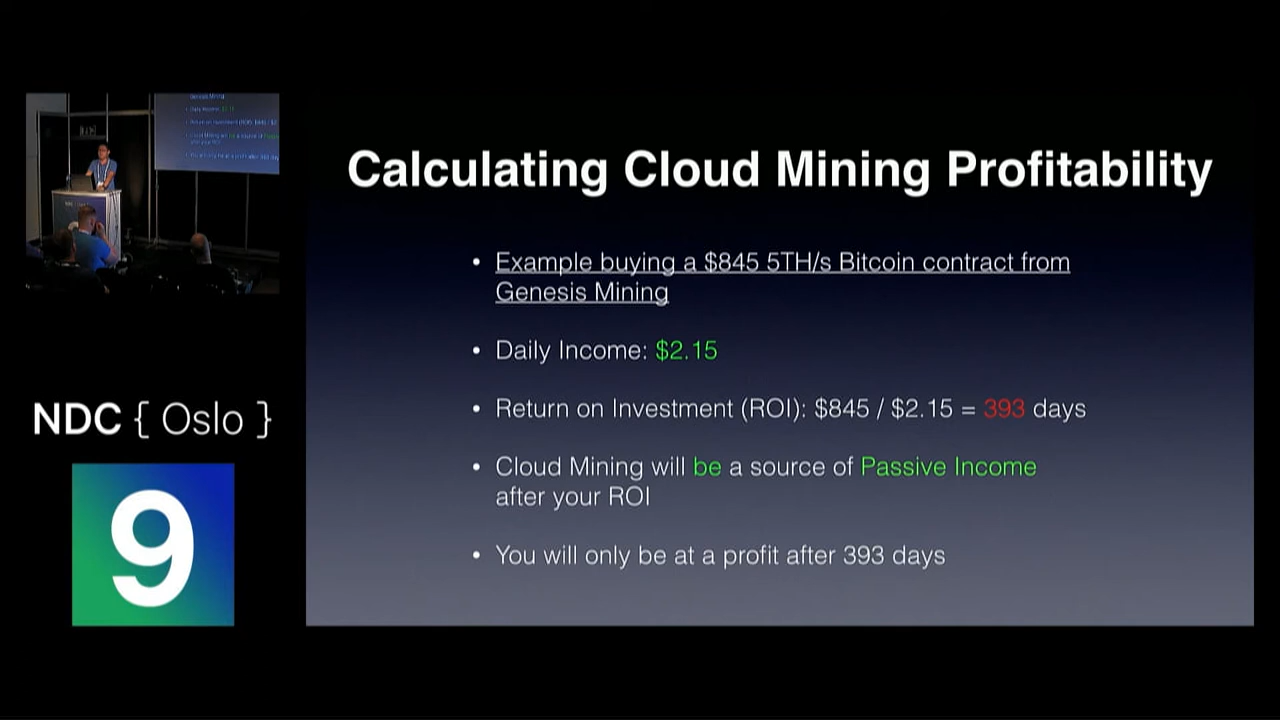 Calculating Cloud Mining Profitability
• Example buying a $845 5TH/s Bitcoin contract from
Genesis Mining
• Daily Income: $2.15
• Return on Investment (ROI): $845 / $2.15 = 393 days
• Cloud Mining will be a source of Passive Income
after your ROI
• You will only be at a profit after 393 days
NDC { Oslo }
9